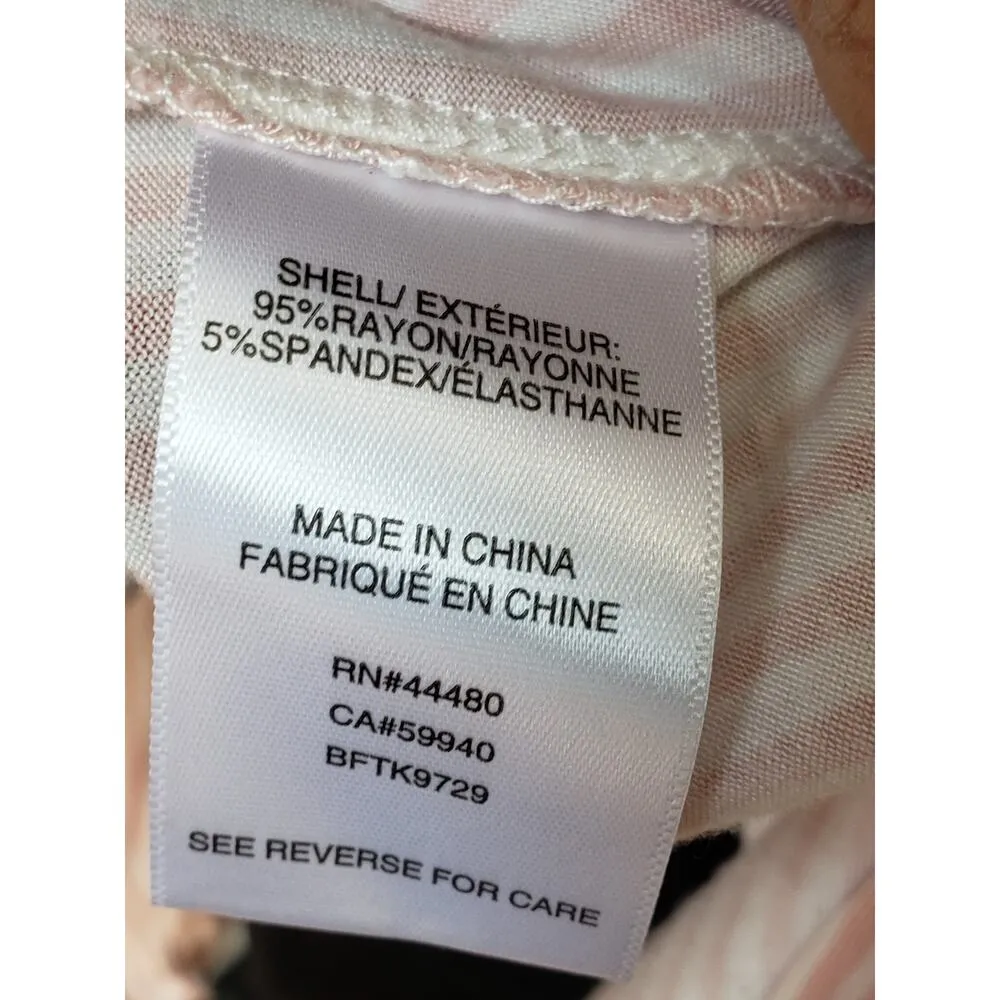 SHELL/ EXTÉRIEUR:
95%RAYON/RAYONNE
5%SPANDEX/ÉLASTHANNE
MADE IN CHINA
FABRIQUÉ EN CHINE
RN#44480
CA#59940
BFTK9729
SEE REVERSE FOR CARE